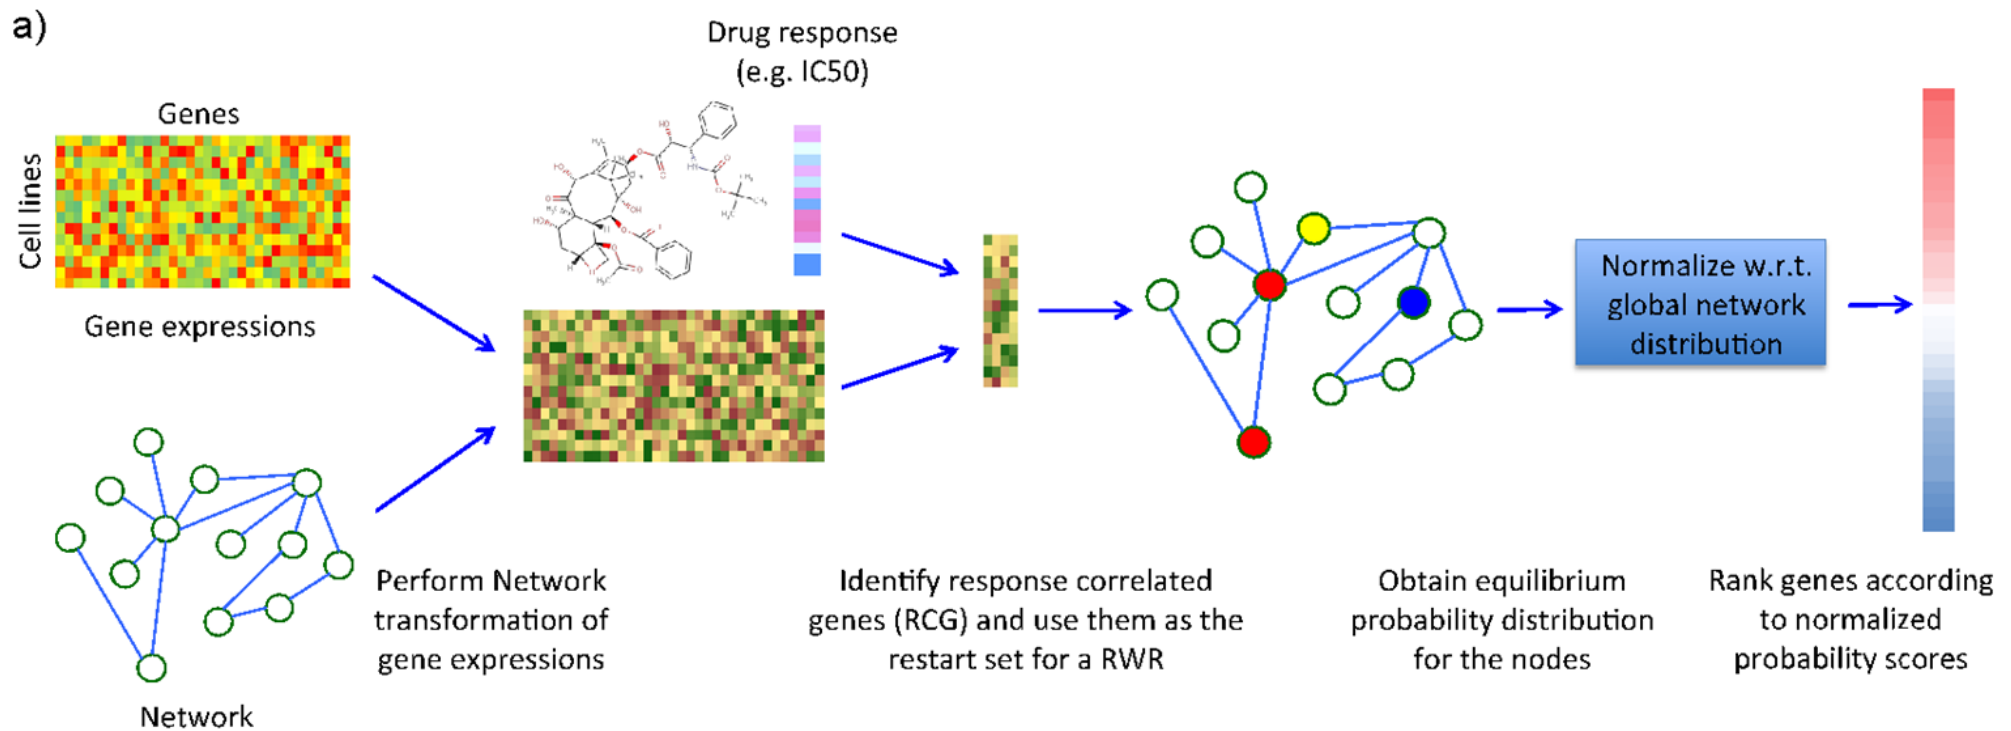 a)
Drug response
(e.g. IC50)
Genes
Cell lines
Gene expressions
Normalize w.r.t.
global network
distribution
Perform Network
transformation of
gene expressions
Identify response correlated
genes (RCG) and use them as the
restart set for a RWR
Obtain equilibrium
probability distribution
for the nodes
Rank genes according
to normalized
probability scores
Network